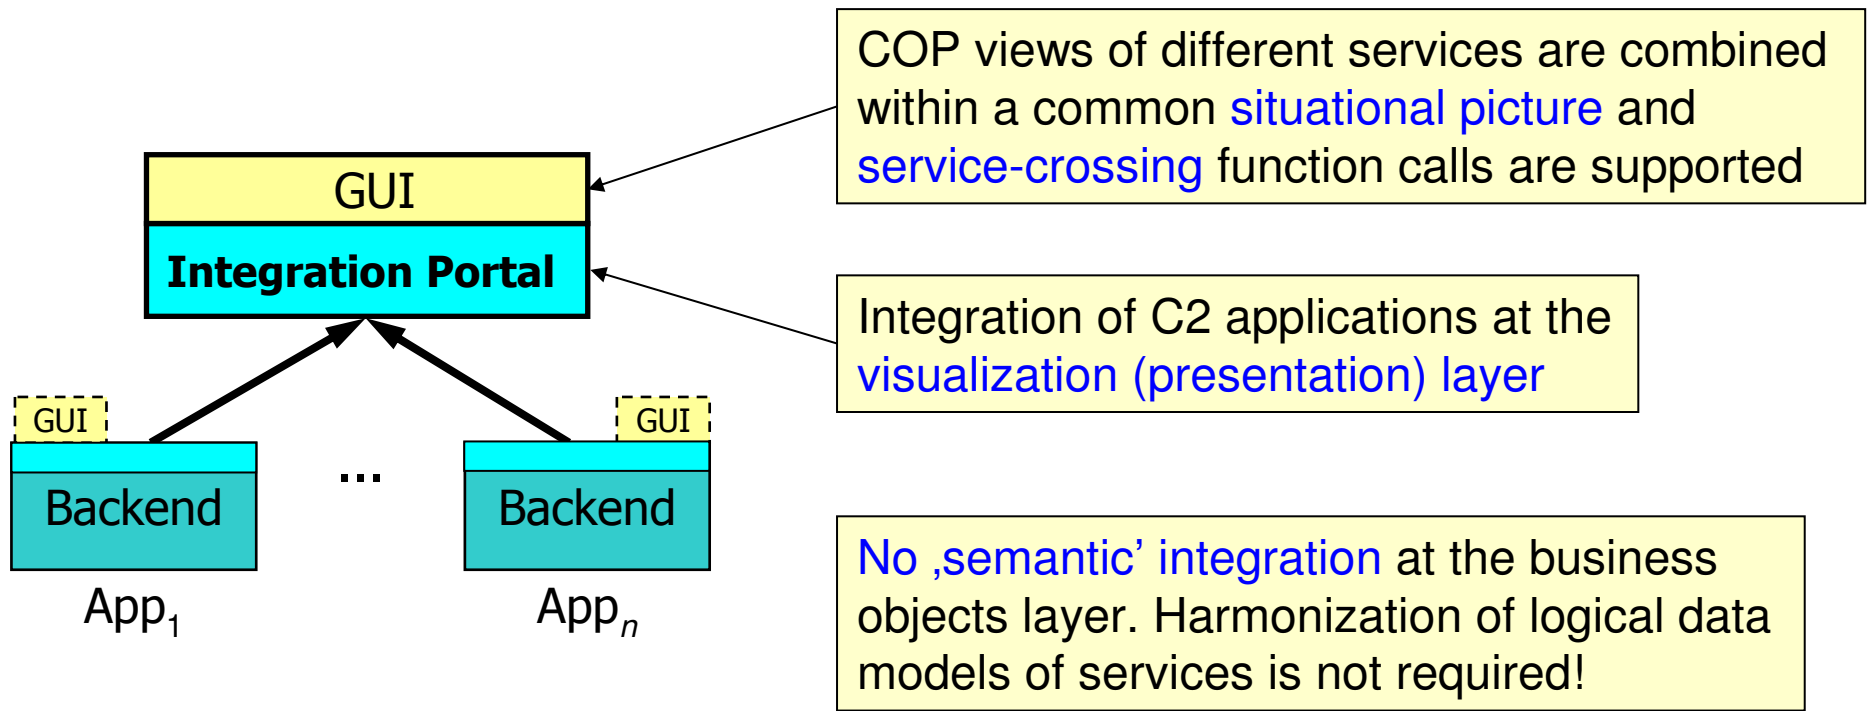 COP views of different services are combined
within a common situational picture and
service-crossing function calls are supported
GUI
Integration Portal
Integration of C2 applications at the
visualization (presentation) layer
GUI
GUI
Backend
...
Backend
App1
Appn
No ‚semantic’ integration at the business
objects layer. Harmonization of logical data
models of services is not required!